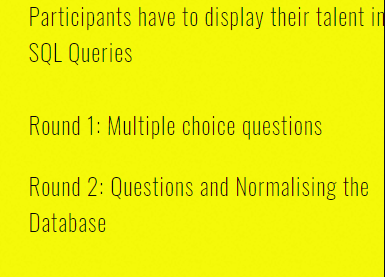 Participants have to display their talent in
SQL Queries
Round 1: Multiple choice questions
Round 2: Questions and Normalising the
Database